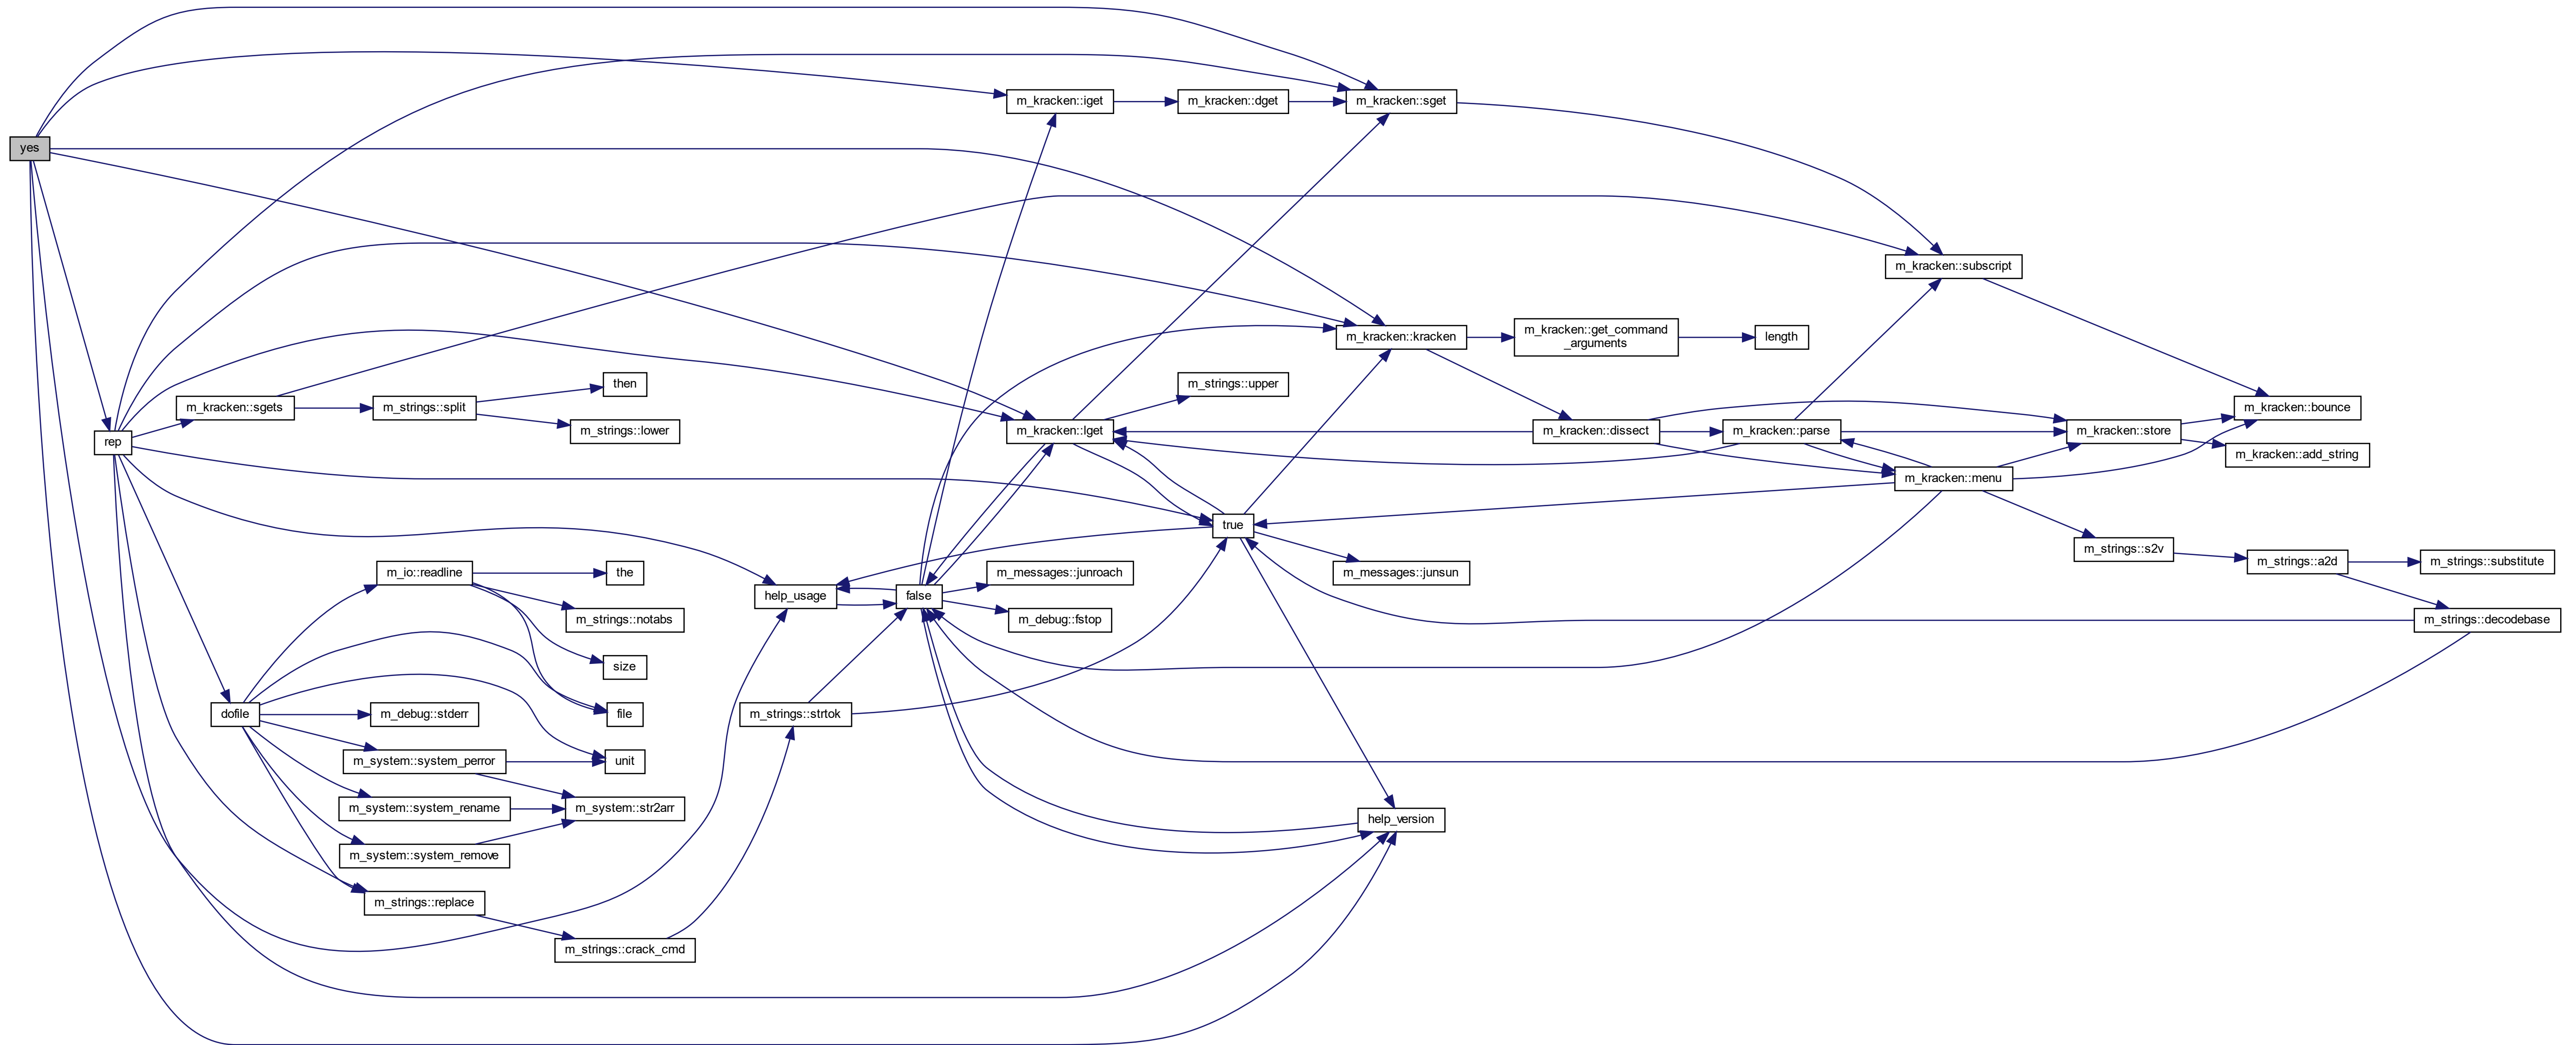 yes
rep
m_kracken::sgets
m_strings::split
then
m_strings::lower
m_kracken::iget
m_kracken::dget
m_kracken::sget
m_kracken::subscript
m_kracken::kracken
m_kracken::get_command
_arguments
length
m_strings::upper
m_kracken::lget
m_kracken::dissect
m_kracken::parse
m_kracken::store
m_kracken::bounce
m_kracken::add_string
m_kracken::menu
true
m_messages::junsun
m_strings::s2v
m_strings::a2d
m_strings::substitute
m_strings::decodebase
m_io::readline
the
m_strings::notabs
size
file
help_usage
false
m_messages::junroach
m_debug::fstop
dofile
m_debug::stderr
m_system::system_perror
unit
m_system::system_rename
m_system::str2arr
m_system::system_remove
m_strings::replace
m_strings::crack_cmd
m_strings::strtok
help_version